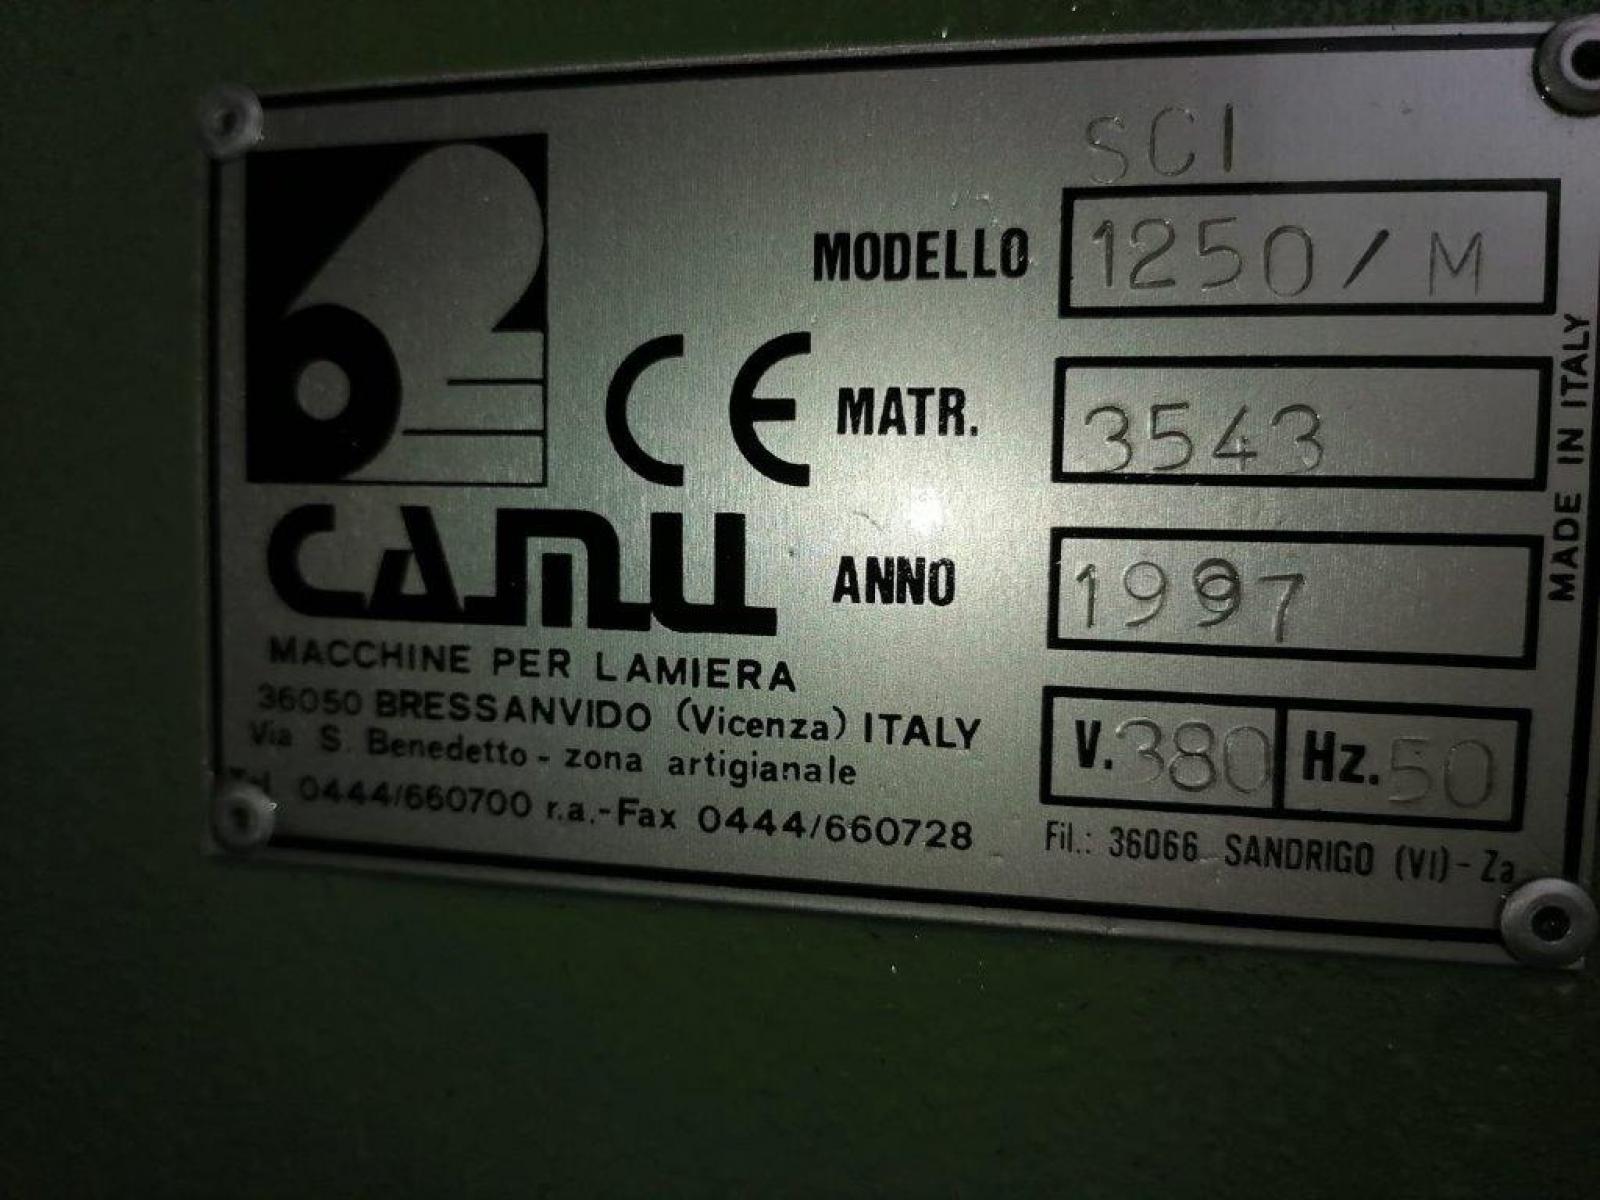 SCI
MODELLO 1250/M
CE
MATR. 3543
CAMU
ANNO 1997
MACCHINE PER LAMIERA
36050 BRESSANVIDO (Vicenza) ITALY
Via S. Benedetto - zona artigianale
0444/660700 r.a.-Fax 0444/660728
V. 380 Hz. 50
Fil.: 36066 SANDRIGO (VI) - Za
MADE IN ITALY